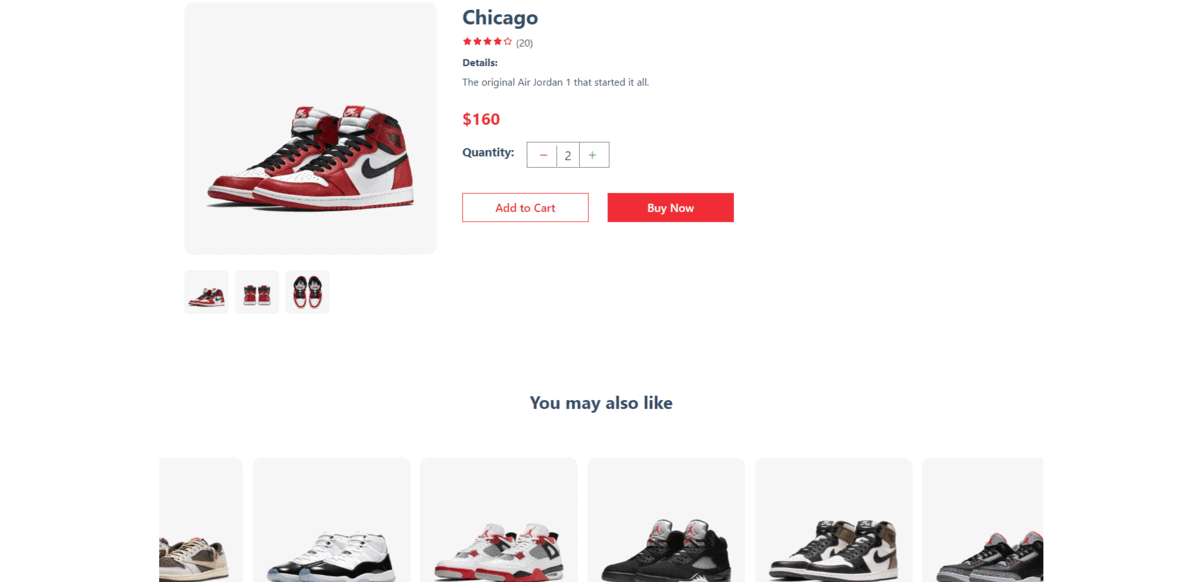 Chicago
(20)
Details:
The original Air Jordan 1 that started it all.
$160
Quantity: − 2 +
Add to Cart Buy Now
You may also like